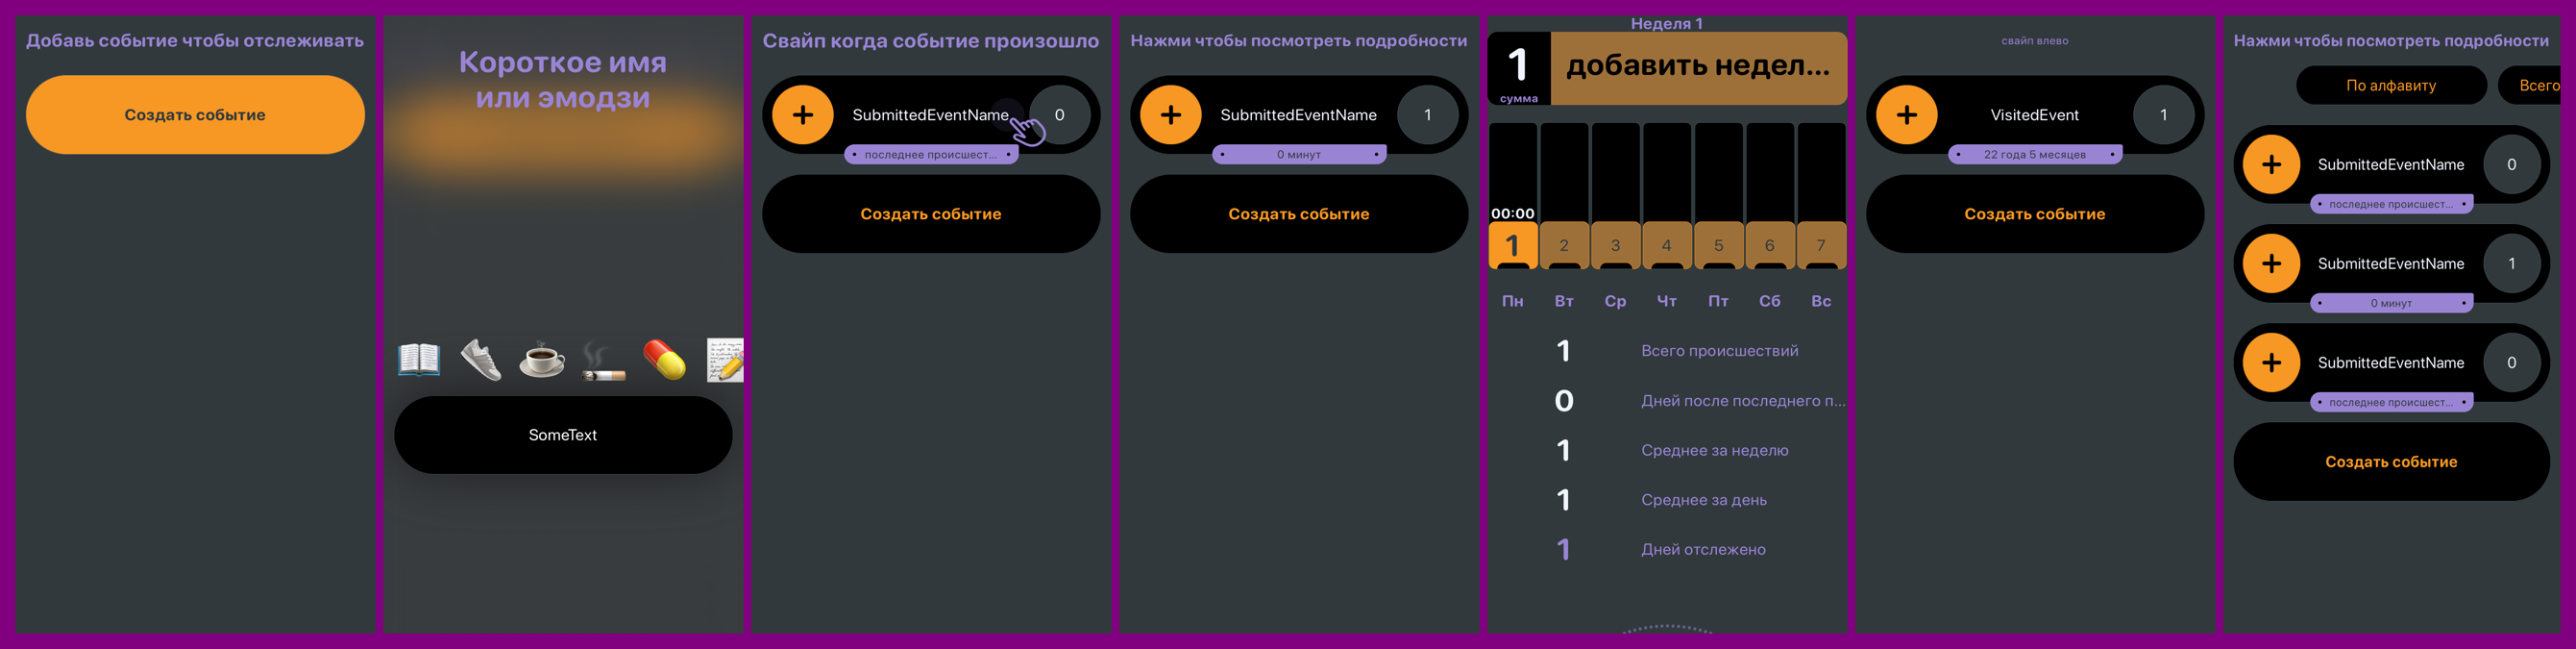 Добавь событие чтобы отслеживать
Создать событие
Короткое имя
или эмодзи
SomeText
Свайп когда событие произошло
SubmittedEventName
0
последнее происшест...
Создать событие
Нажми чтобы посмотреть подробности
SubmittedEventName
1
0 минут
Создать событие
Неделя 1
1
сумма
добавить недел...
00:00
1 2 3 4 5 6 7
Пн Вт Ср Чт Пт Сб Вс
1 Всего происшествий
0 Дней после последнего п...
1 Среднее за неделю
1 Среднее за день
1 Дней отслежено
свайп влево
VisitedEvent
1
22 года 5 месяцев
Создать событие
Нажми чтобы посмотреть подробности
По алфавиту
Всего
SubmittedEventName
0
последнее происшест...
SubmittedEventName
1
0 минут
SubmittedEventName
0
последнее происшест...
Создать событие